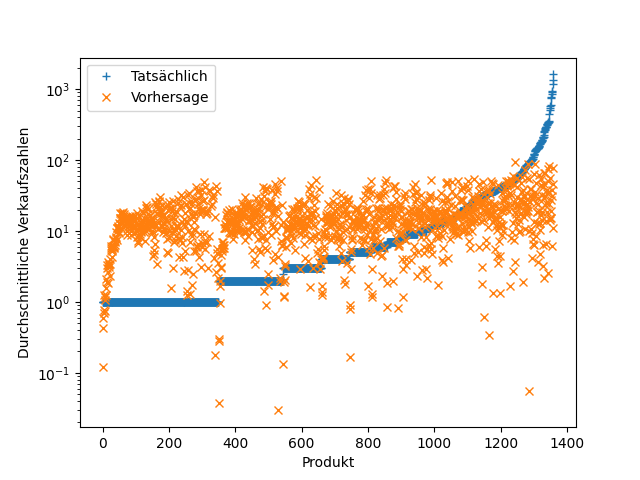 Tatsächlich
Vorhersage
Durchschnittliche Verkaufszahlen
10³
10²
10¹
10⁰
10⁻¹
0 200 400 600 800 1000 1200 1400
Produkt